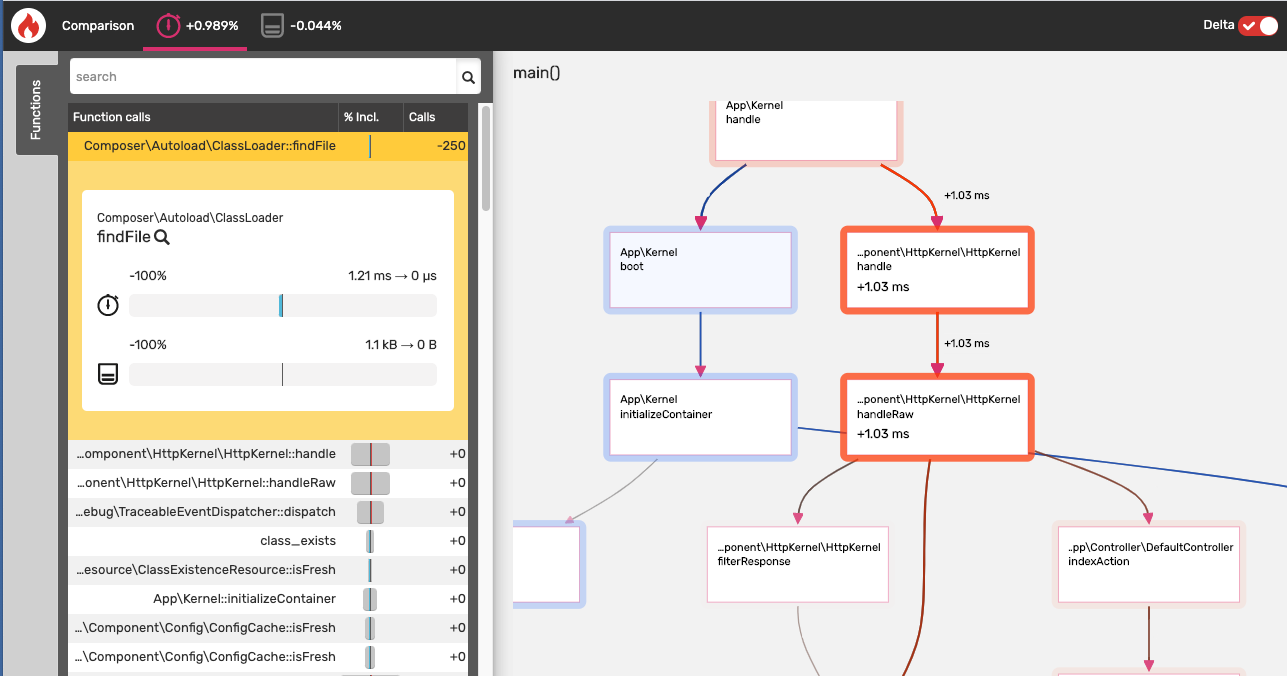 Comparison
+0.989%
-0.044%
Delta
Functions
search
Function calls % Incl. Calls
Composer\Autoload\ClassLoader::findFile -250
Composer\Autoload\ClassLoader
findFile
-100% 1.21 ms → 0 µs
-100% 1.1 kB → 0 B
…omponent\HttpKernel\HttpKernel::handle +0
…onent\HttpKernel\HttpKernel::handleRaw +0
…ebug\TraceableEventDispatcher::dispatch +0
class_exists +0
…esource\ClassExistenceResource::isFresh +0
App\Kernel::initializeContainer +0
…\Component\Config\ConfigCache::isFresh +0
…\Component\Config\ConfigCache::isFresh +0
main()
App\Kernel
handle
+1.03 ms
App\Kernel
boot
…ponent\HttpKernel\HttpKernel
handle
+1.03 ms
+1.03 ms
App\Kernel
initializeContainer
…ponent\HttpKernel\HttpKernel
handleRaw
+1.03 ms
…ponent\HttpKernel\HttpKernel
filterResponse
…pp\Controller\DefaultController
indexAction